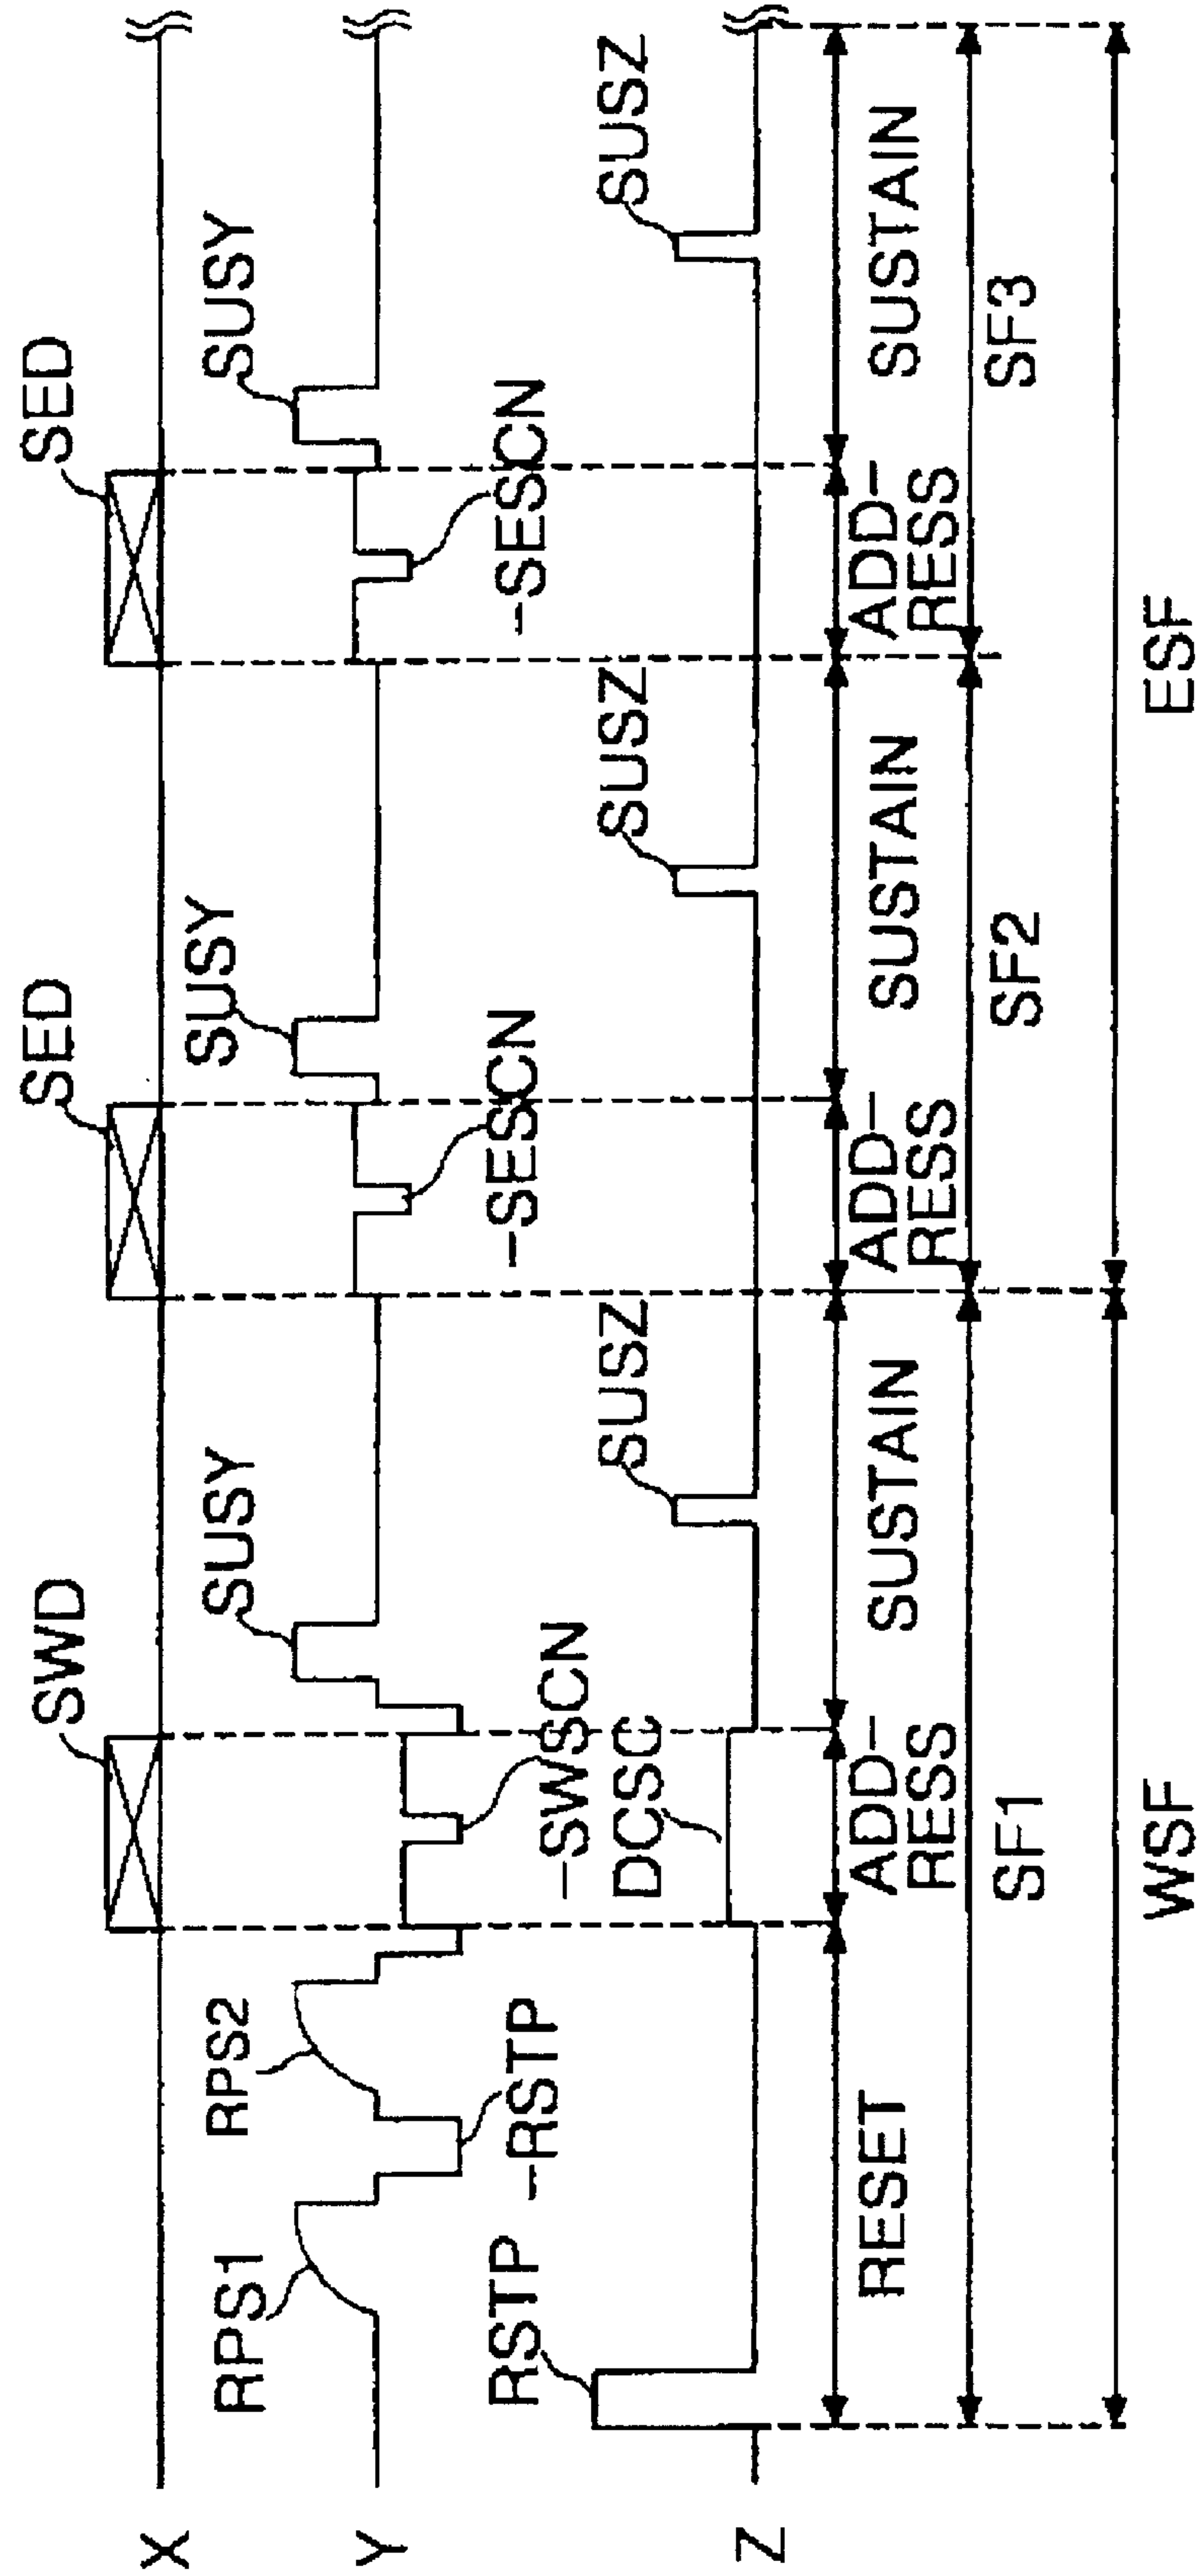 SWD
SED
SED
X
RPS1
RPS2
SUSY
SUSY
SUSY
Y
RSTP
-RSTP
-SWSCN
-SESCN
-SESCN
DCSC
SUSZ
SUSZ
SUSZ
Z
RESET
ADD-
RESS
SUSTAIN
ADD-
RESS
SUSTAIN
ADD-
RESS
SUSTAIN
SF1
SF2
SF3
WSF
ESF